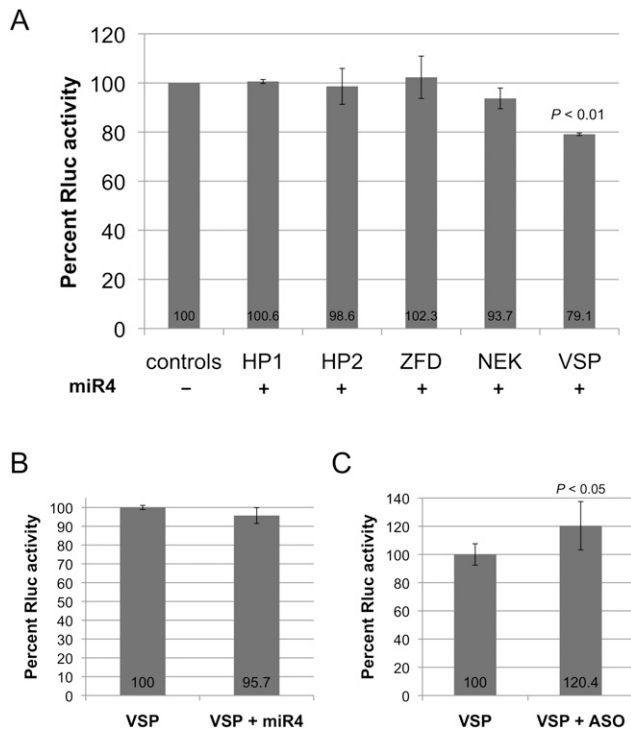 A
Percent Rluc activity
120
100
80
60
40
20
0
P < 0.01
100 100.6 98.6 102.3 93.7 79.1
controls HP1 HP2 ZFD NEK VSP
miR4 – + + + + +
B
Percent Rluc activity
100
90
80
70
60
50
40
30
20
10
0
100 95.7
VSP VSP + miR4
C
Percent Rluc activity
140
120
100
80
60
40
20
0
P < 0.05
100 120.4
VSP VSP + ASO